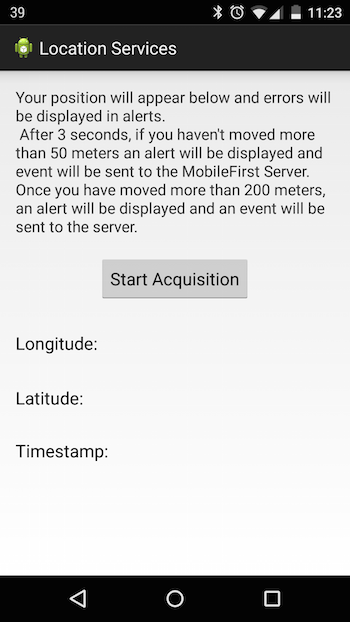 39
11:23
Location Services
Your position will appear below and errors will
be displayed in alerts.
After 3 seconds, if you haven't moved more
than 50 meters an alert will be displayed and
event will be sent to the MobileFirst Server.
Once you have moved more than 200 meters,
an alert will be displayed and an event will be
sent to the server.
Start Acquisition
Longitude:
Latitude:
Timestamp: